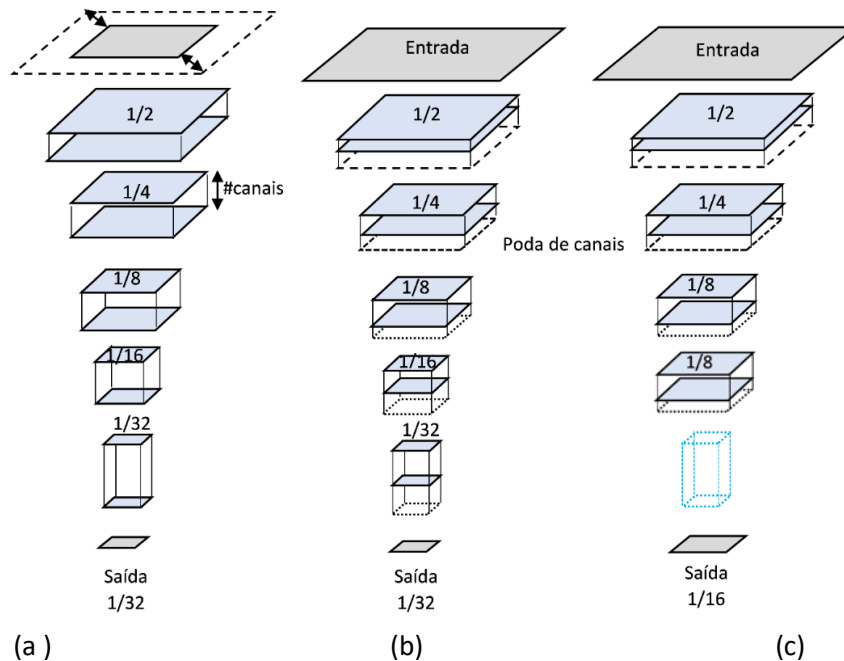 Entrada
Entrada
1/2
1/2
1/2
1/4
#canais
1/4
1/4
Poda de canais
1/8
1/8
1/8
1/16
1/16
1/8
1/32
1/32
Saída
1/32
Saída
1/32
Saída
1/16
(a )
(b)
(c)